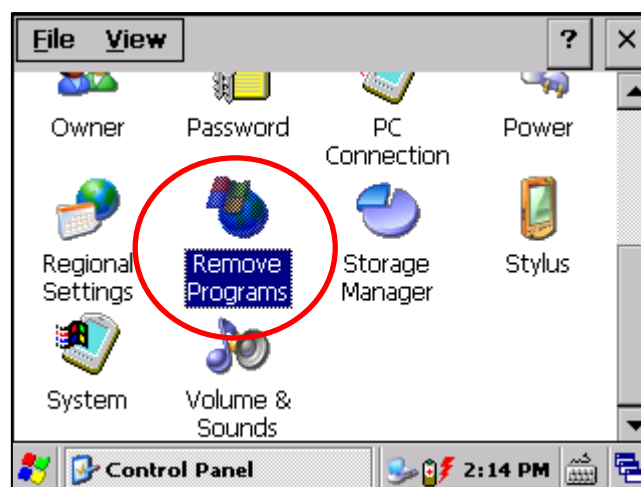 File View ? ×
Owner Password PC Connection Power
Regional Settings Remove Programs Storage Manager Stylus
System Volume & Sounds
Control Panel 2:14 PM